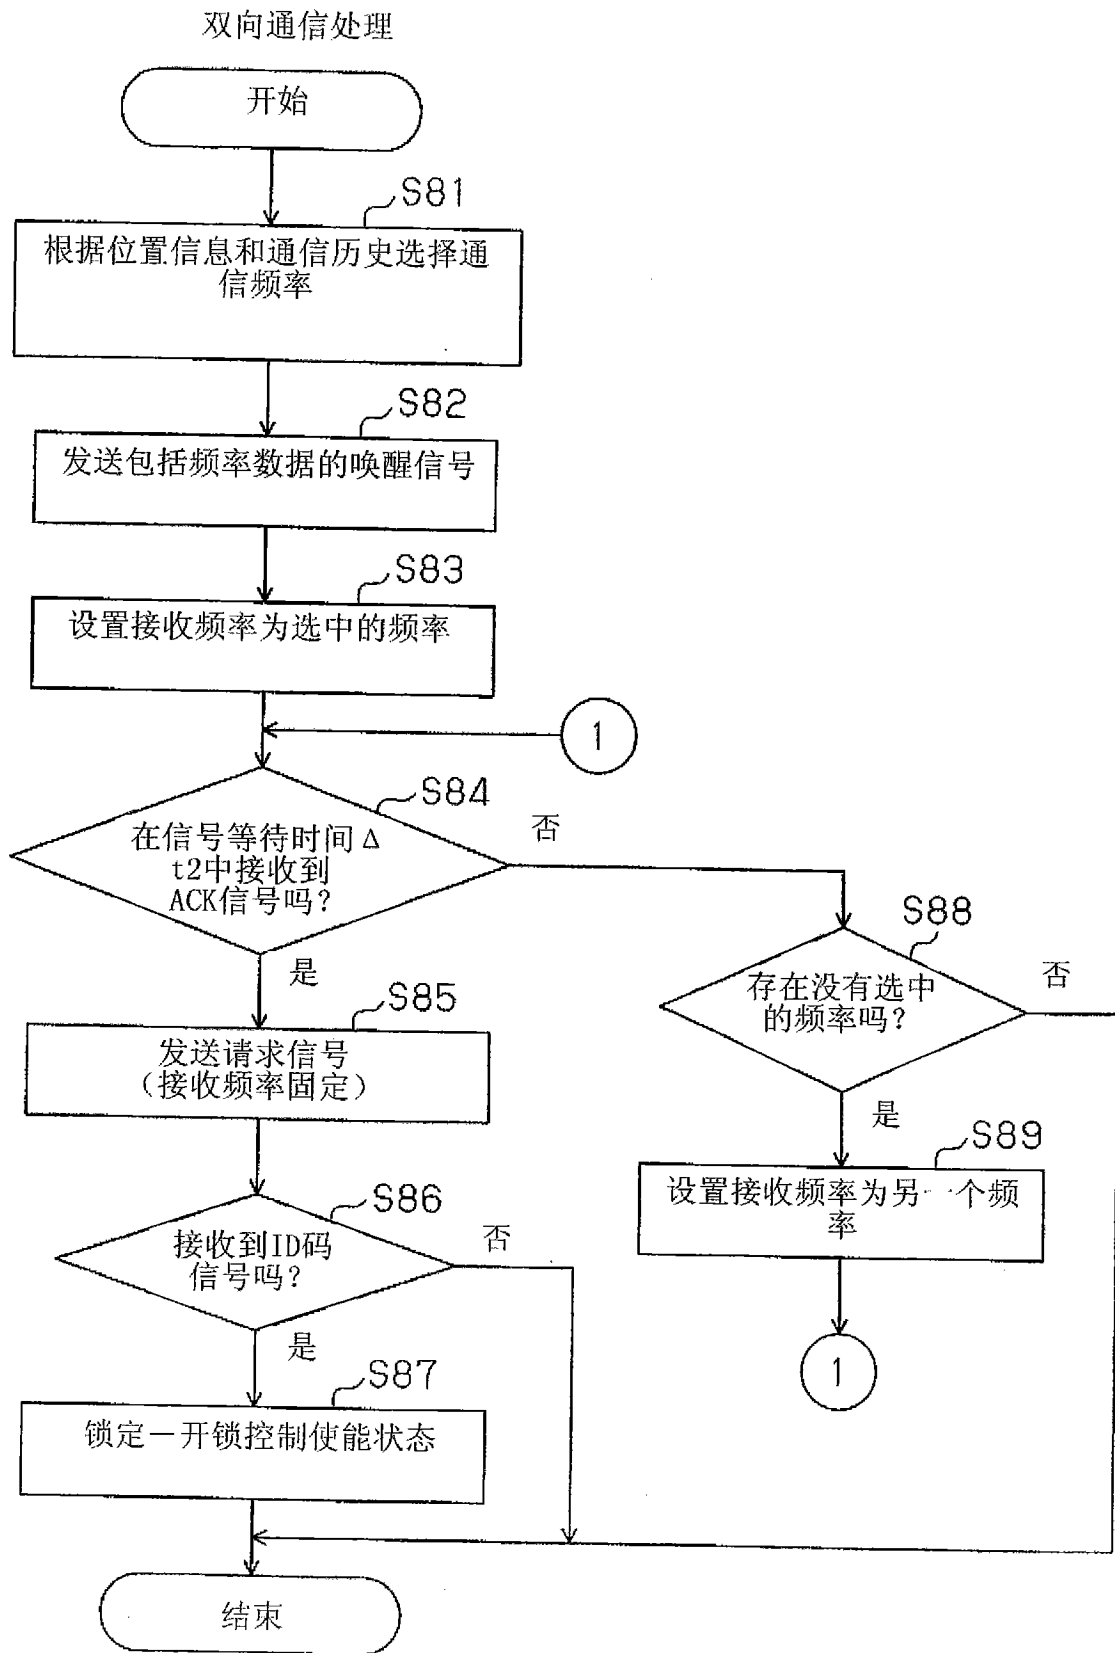 双向通信处理
开始
S81
根据位置信息和通信历史选择通
信频率
S82
发送包括频率数据的唤醒信号
S83
设置接收频率为选中的频率
1
S84
在信号等待时间Δ
t2中接收到
ACK信号吗？
否
是
S88
存在没有选中
的频率吗？
否
是
S85
发送请求信号
（接收频率固定）
S89
设置接收频率为另一个频
率
1
S86
接收到ID码
信号吗？
否
是
S87
锁定－开锁控制使能状态
结束